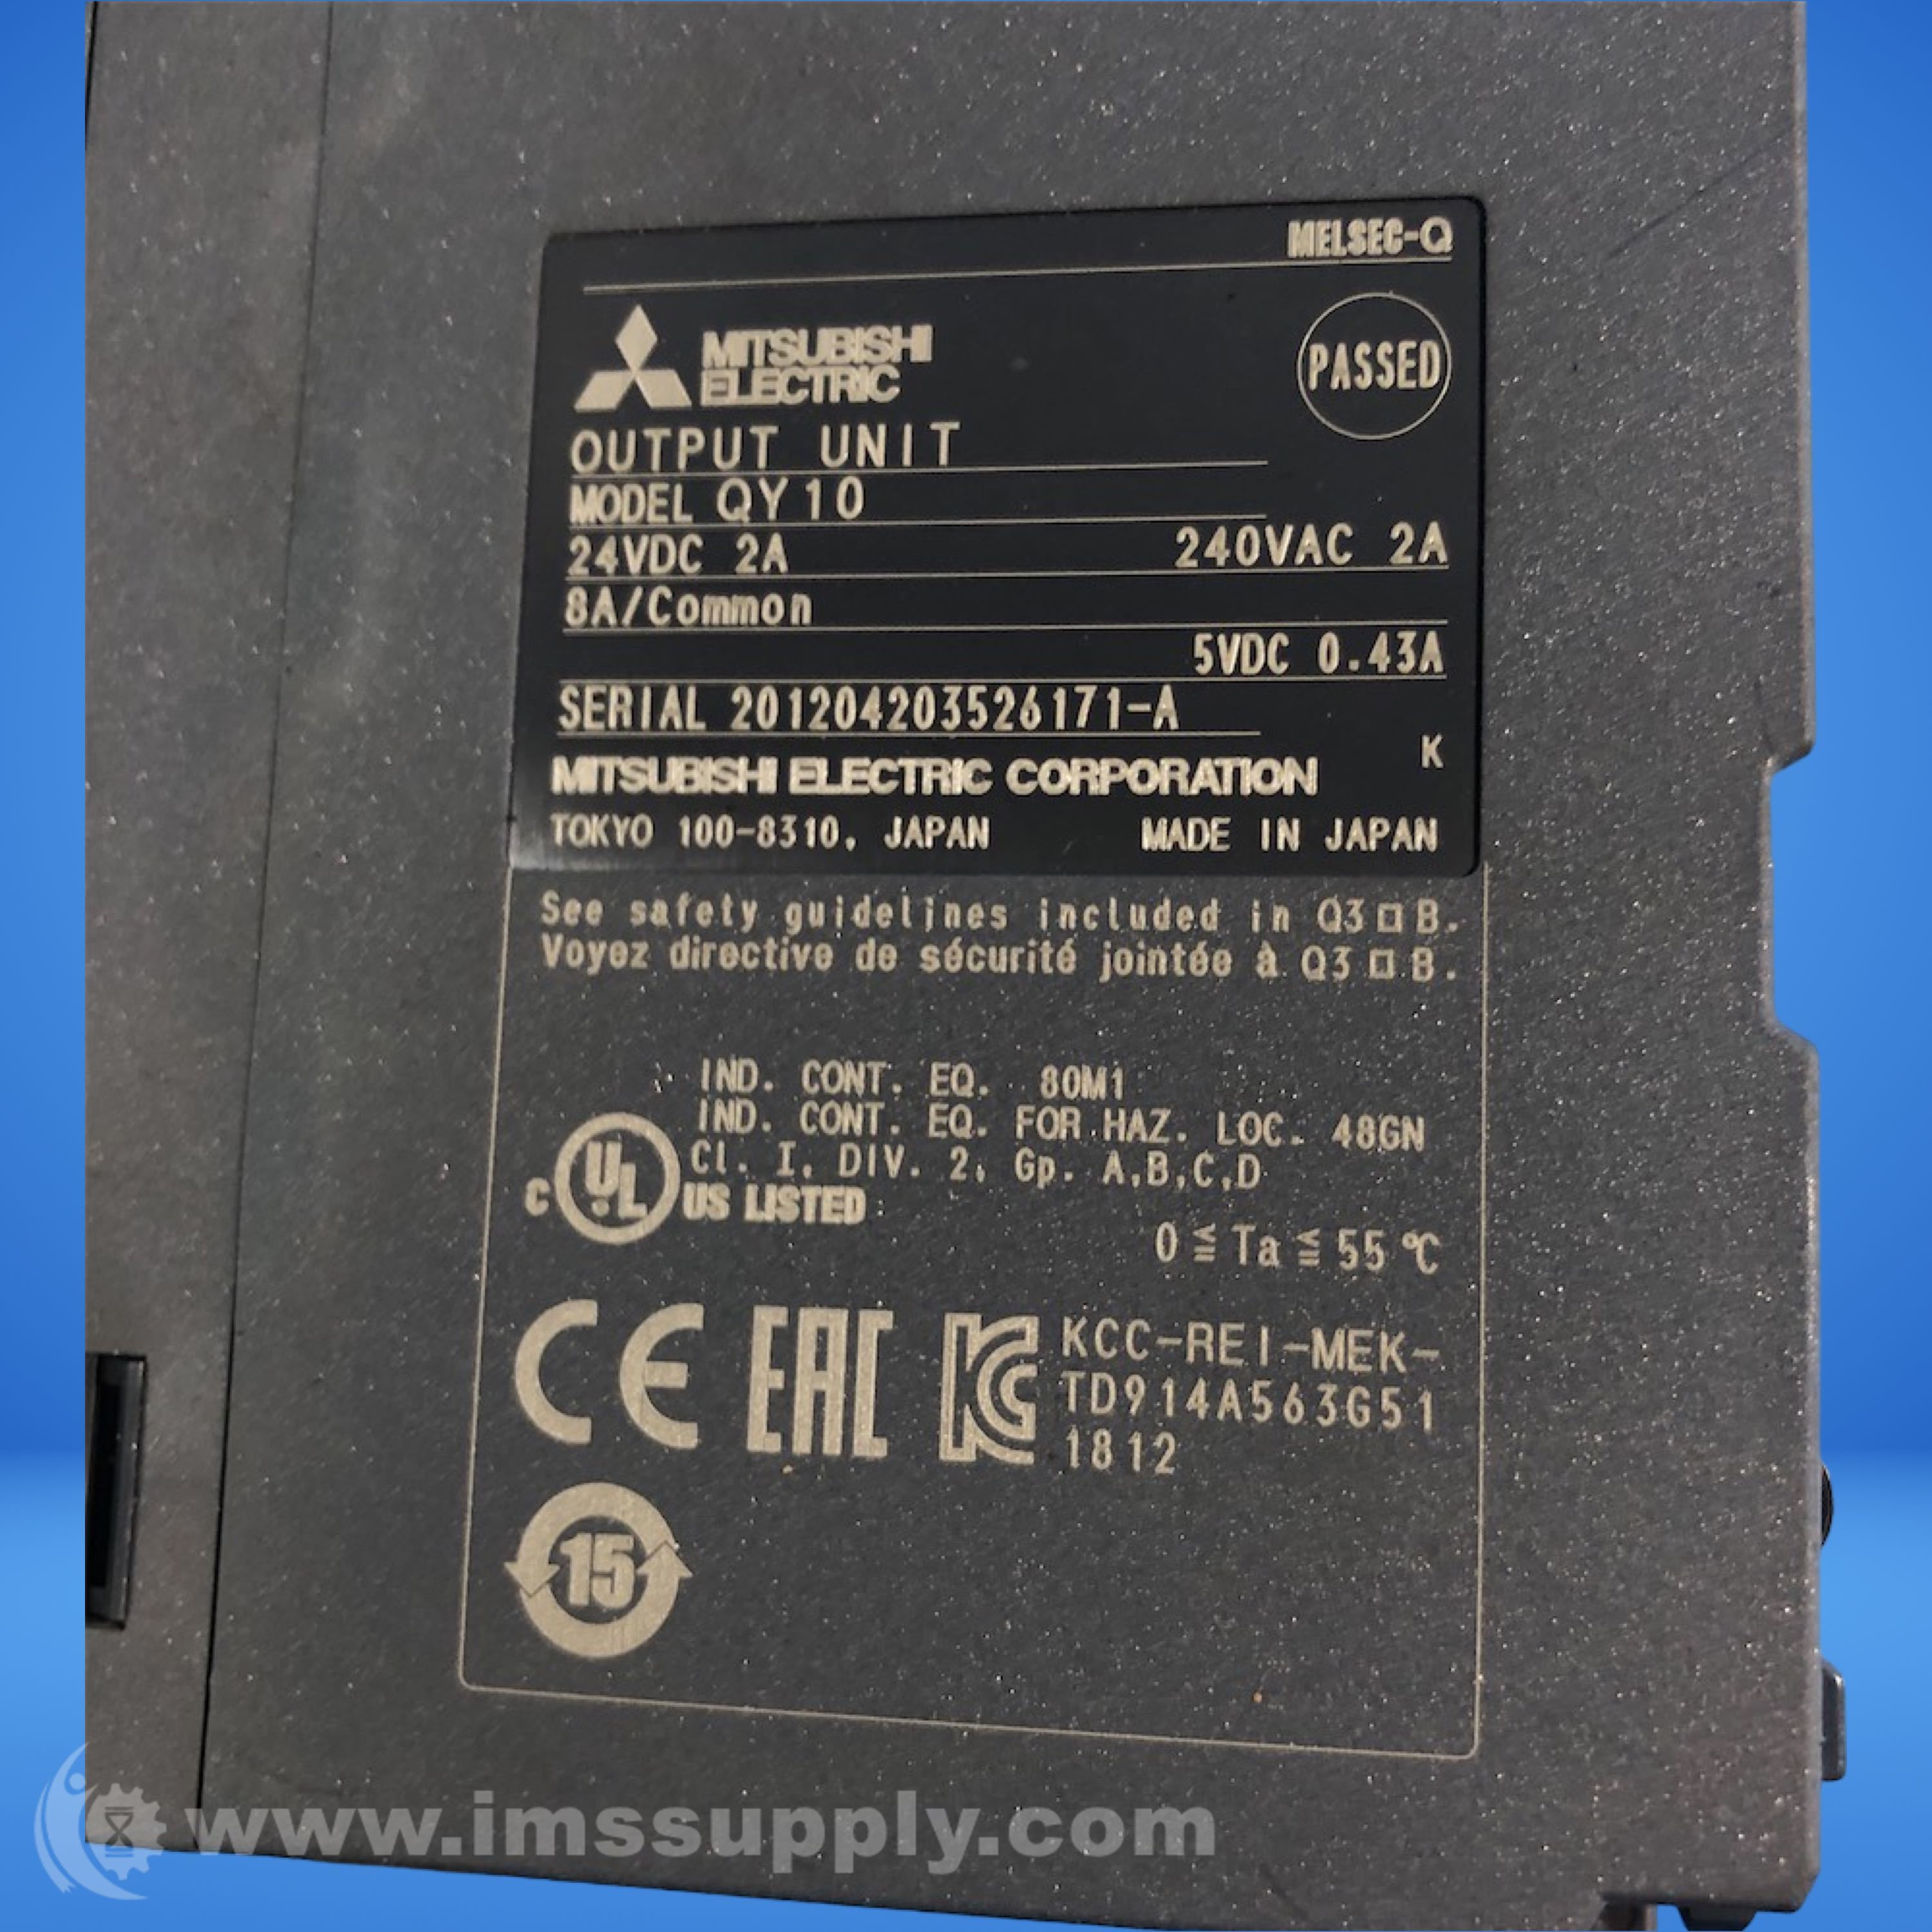 MELSEC-Q
MITSUBISHI
ELECTRIC
PASSED
OUTPUT UNIT
MODEL QY10
24VDC 2A 240VAC 2A
8A/Common
5VDC 0.43A
SERIAL 201204203526171-A
K
MITSUBISHI ELECTRIC CORPORATION
TOKYO 100-8310, JAPAN MADE IN JAPAN
See safety guidelines included in Q3□B.
Voyez directive de sécurité jointée à Q3□B.
IND. CONT. EQ. 80M1
IND. CONT. EQ. FOR HAZ. LOC. 48GN
Cl. I, DIV. 2, Gp. A,B,C,D
C UL US LISTED
0≦Ta≦55℃
CE EAC KC KCC-REI-MEK-
TD914A563G51
1812
15
www.imssupply.com